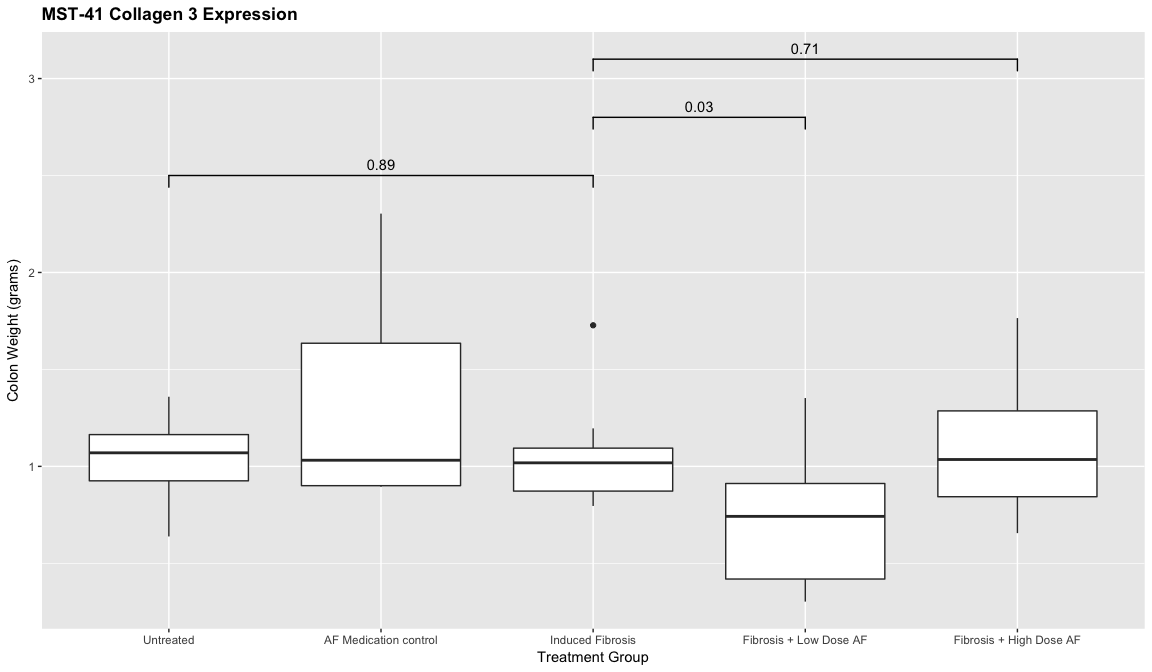 MST-41 Collagen 3 Expression
0.71
3
0.03
0.89
Colon Weight (grams)
2
1
Untreated
AF Medication control
Induced Fibrosis
Fibrosis + Low Dose AF
Fibrosis + High Dose AF
Treatment Group